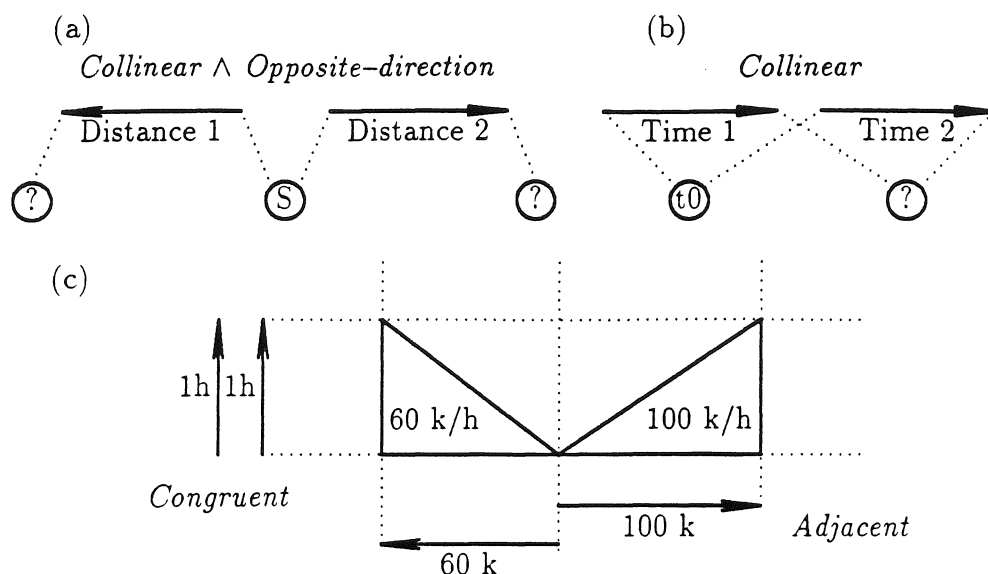 (a) (b)
Collinear ∧ Opposite–direction Collinear
Distance 1 Distance 2 Time 1 Time 2
? S ? t0 ?
(c)
1h 1h 60 k/h 100 k/h
Congruent
100 k Adjacent
60 k